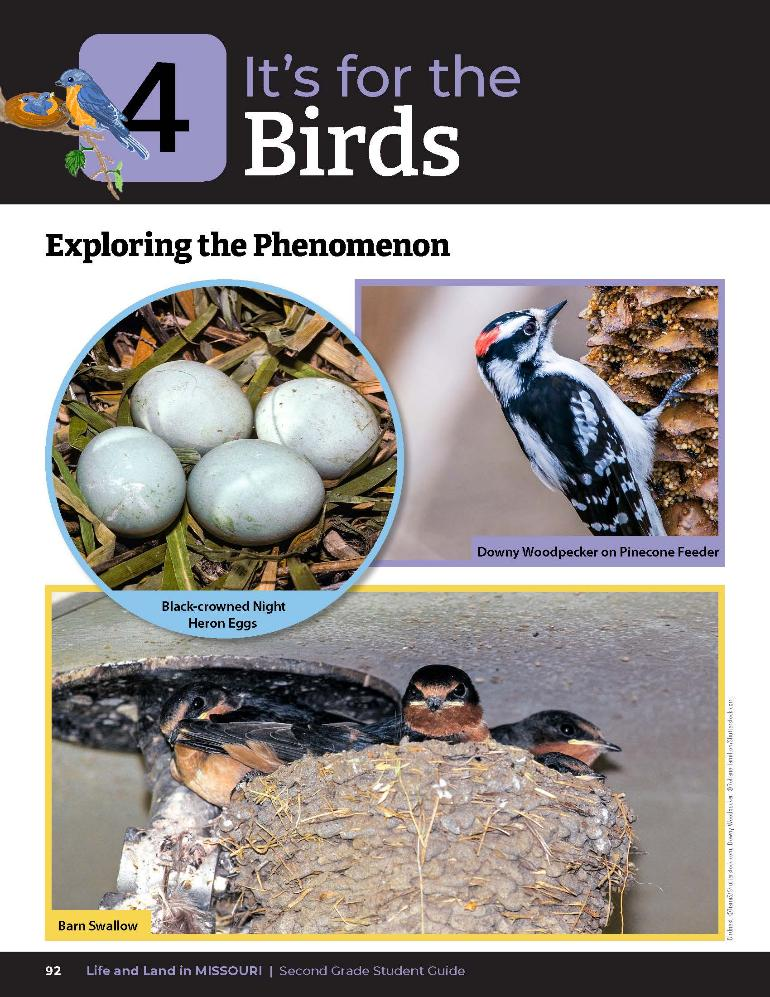 4
It's for the
Birds
Exploring the Phenomenon
Downy Woodpecker on Pinecone Feeder
Black-crowned Night
Heron Eggs
Barn Swallow
92 Life and Land in MISSOURI | Second Grade Student Guide